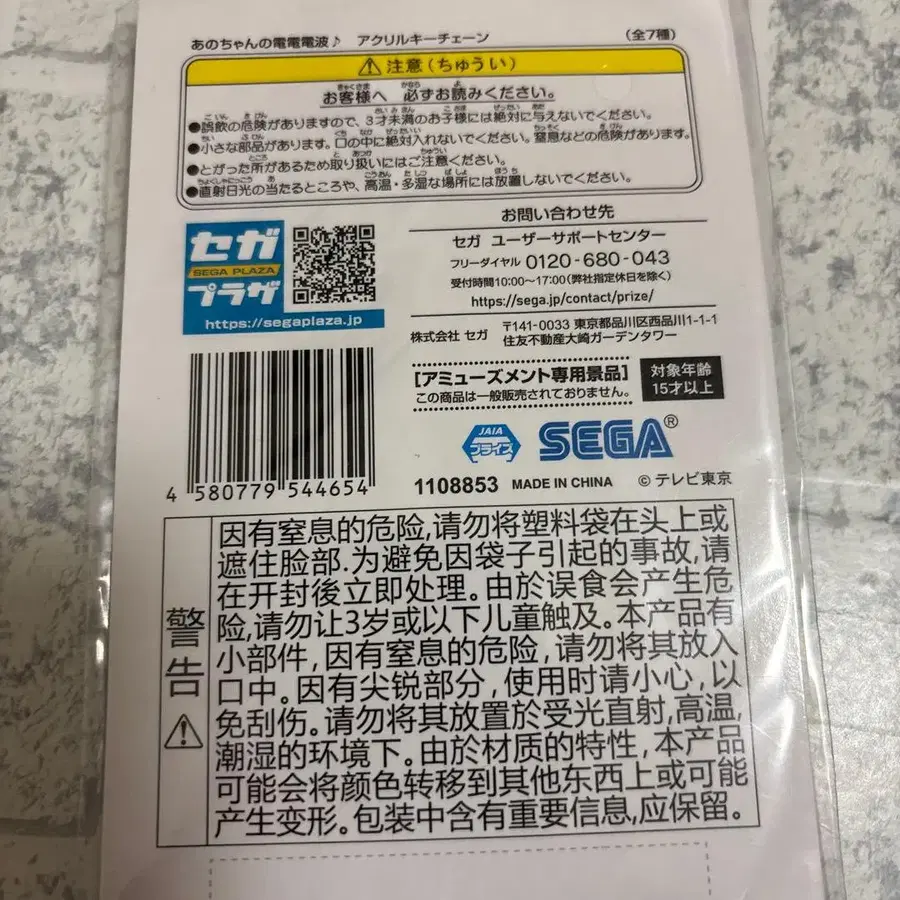 あのちゃんの電電電波♪ アクリルキーチェーン (全7種)
⚠注意(ちゅうい)
お客様へ 必ずお読みください。
●誤飲の危険がありますので、3才未満のお子様には絶対に与えないでください。
●小さな部品があります。口の中に絶対入れないでください。窒息などの危険があります。
●とがった所があるため取り扱いにはご注意ください。
●直射日光の当たるところや、高温・多湿な場所には放置しないでください。
セガ
SEGA PLAZA
プラザ
https://segaplaza.jp
お問い合わせ先
セガ ユーザーサポートセンター
フリーダイヤル 0120-680-043
受付時間10:00~17:00(弊社指定休日を除く)
https://sega.jp/contact/prize/
株式会社 セガ 〒141-0033 東京都品川区西品川1-1-1
住友不動産大崎ガーデンタワー
[アミューズメント専用景品]
この商品は一般販売されておりません。
対象年齢
15才以上
JAIA
プライズ
SEGA®
4 580779 544654
1108853 MADE IN CHINA ©テレビ東京
警告⚠
因有窒息的危险,请勿将塑料袋在头上或
遮住脸部.为避免因袋子引起的事故,请
在开封後立即处理。由於误食会产生危
险,请勿让3岁或以下儿童触及。本产品有
小部件,因有窒息的危险,请勿将其放入
口中。因有尖锐部分,使用时请小心,以
免刮伤。请勿将其放置於受光直射,高温,
潮湿的环境下。由於材质的特性,本产品
可能会将颜色转移到其他东西上或可能
产生变形。包装中含有重要信息,应保留。